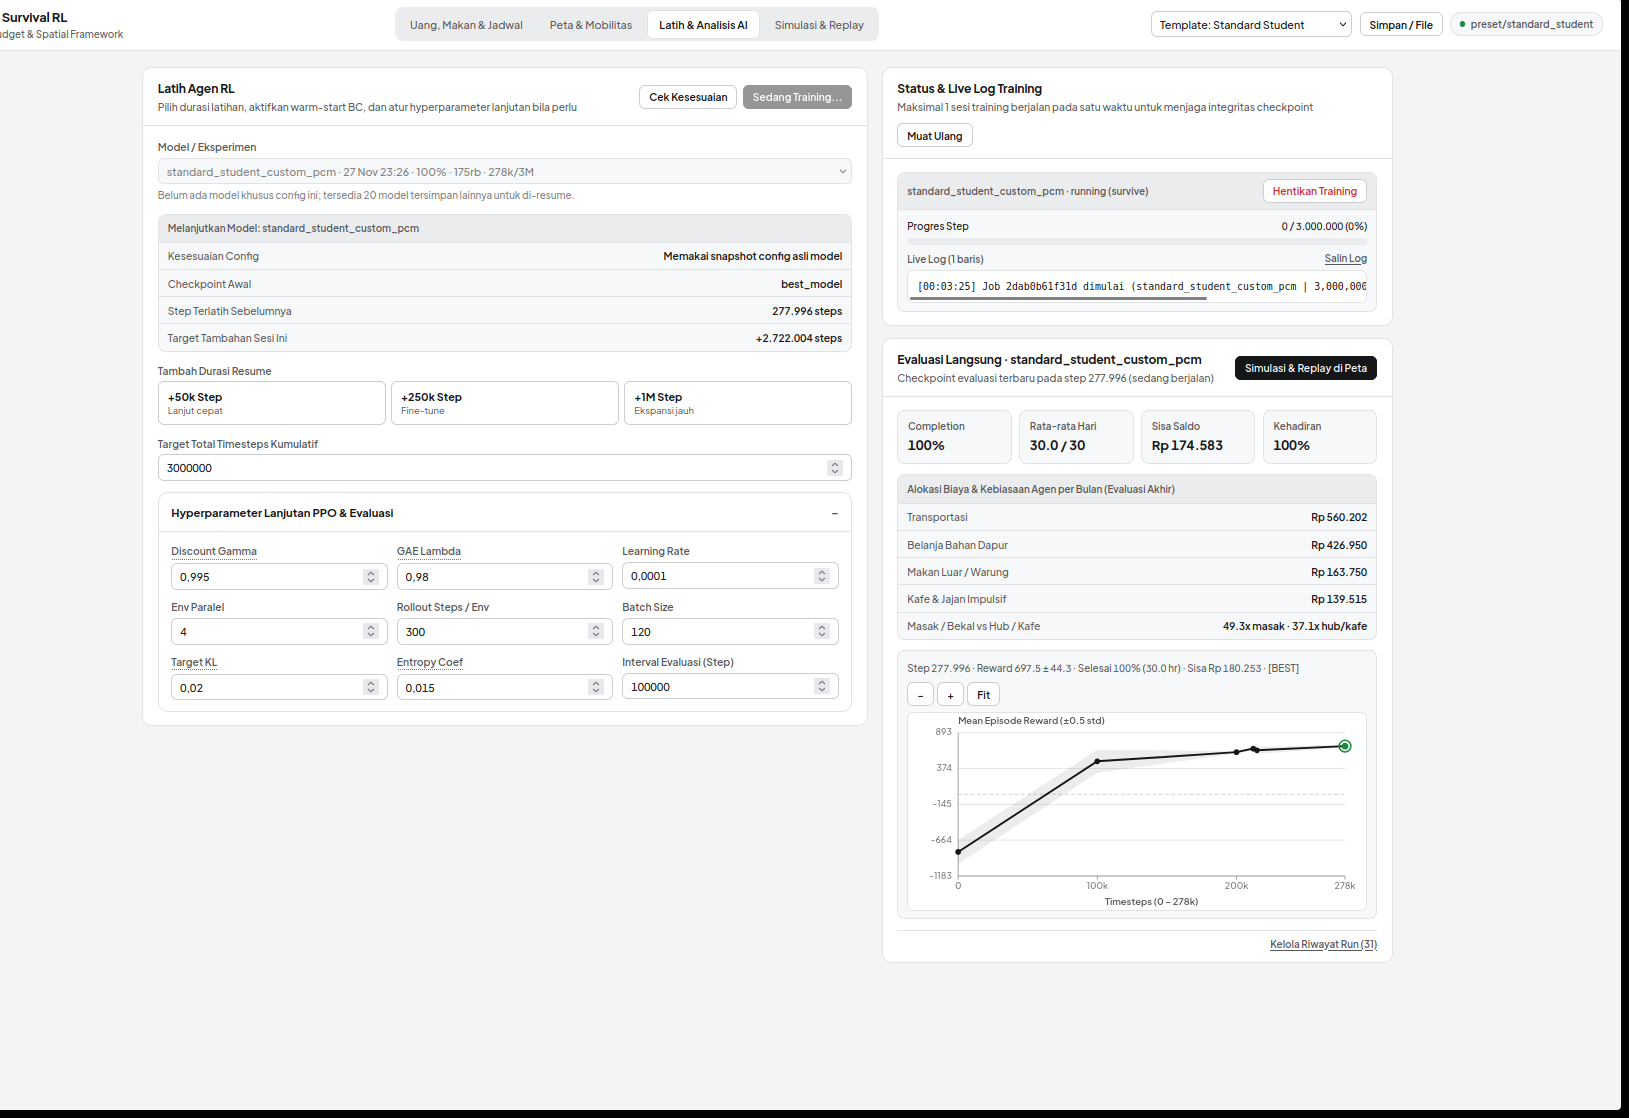 Survival RL
udget & Spatial Framework
Uang, Makan & Jadwal
Peta & Mobilitas
Latih & Analisis AI
Simulasi & Replay
Template: Standard Student
Simpan / File
preset/standard_student
Latih Agen RL
Pilih durasi latihan, aktifkan warm-start BC, dan atur hyperparameter lanjutan bila perlu
Cek Kesesuaian
Sedang Training...
Model / Eksperimen
standard_student_custom_pcm · 27 Nov 23:26 · 100% · 175rb · 278k/3M
Belum ada model khusus config ini; tersedia 20 model tersimpan lainnya untuk di-resume.
Melanjutkan Model: standard_student_custom_pcm
Kesesuaian Config
Memakai snapshot config asli model
Checkpoint Awal
best_model
Step Terlatih Sebelumnya
277.996 steps
Target Tambahan Sesi Ini
+2.722.004 steps
Tambah Durasi Resume
+50k Step
Lanjut cepat
+250k Step
Fine-tune
+1M Step
Ekspansi jauh
Target Total Timesteps Kumulatif
3000000
Hyperparameter Lanjutan PPO & Evaluasi
−
Discount Gamma
GAE Lambda
Learning Rate
0,995
0,98
0,0001
Env Paralel
Rollout Steps / Env
Batch Size
4
300
120
Target KL
Entropy Coef
Interval Evaluasi (Step)
0,02
0,015
100000
Status & Live Log Training
Maksimal 1 sesi training berjalan pada satu waktu untuk menjaga integritas checkpoint
Muat Ulang
standard_student_custom_pcm · running (survive)
Hentikan Training
Progres Step
0 / 3.000.000 (0%)
Live Log (1 baris)
Salin Log
[00:03:25] Job 2dab0b61f31d dimulai (standard_student_custom_pcm | 3,000,000
Evaluasi Langsung · standard_student_custom_pcm
Checkpoint evaluasi terbaru pada step 277.996 (sedang berjalan)
Simulasi & Replay di Peta
Completion
100%
Rata-rata Hari
30.0 / 30
Sisa Saldo
Rp 174.583
Kehadiran
100%
Alokasi Biaya & Kebiasaan Agen per Bulan (Evaluasi Akhir)
Transportasi
Rp 560.202
Belanja Bahan Dapur
Rp 426.950
Makan Luar / Warung
Rp 163.750
Kafe & Jajan Impulsif
Rp 139.515
Masak / Bekal vs Hub / Kafe
49.3x masak · 37.1x hub/kafe
Step 277.996 · Reward 697.5 ± 44.3 · Selesai 100% (30.0 hr) · Sisa Rp 180.253 · [BEST]
−
+
Fit
Mean Episode Reward (±0.5 std)
893
374
-145
-664
-1183
0
100k
200k
278k
Timesteps (0 – 278k)
Kelola Riwayat Run (31)